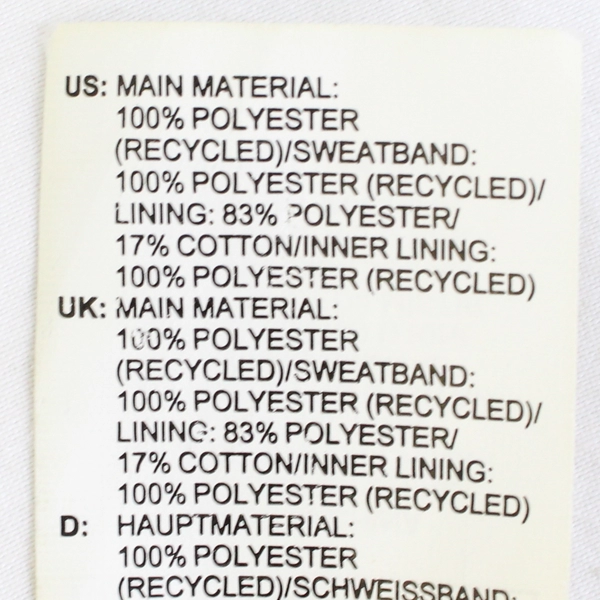 US: MAIN MATERIAL:
100% POLYESTER
(RECYCLED)/SWEATBAND:
100% POLYESTER (RECYCLED)/
LINING: 83% POLYESTER/
17% COTTON/INNER LINING:
100% POLYESTER (RECYCLED)
UK: MAIN MATERIAL:
100% POLYESTER
(RECYCLED)/SWEATBAND:
100% POLYESTER (RECYCLED)/
LINING: 83% POLYESTER/
17% COTTON/INNER LINING:
100% POLYESTER (RECYCLED)
D: HAUPTMATERIAL:
100% POLYESTER
(RECYCLED)/SCHWEISSBAND: